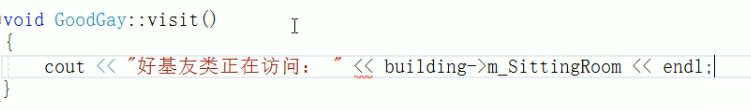 void GoodGay::visit()
{
cout << "好基友类正在访问： " << building->m_SittingRoom << endl;
}